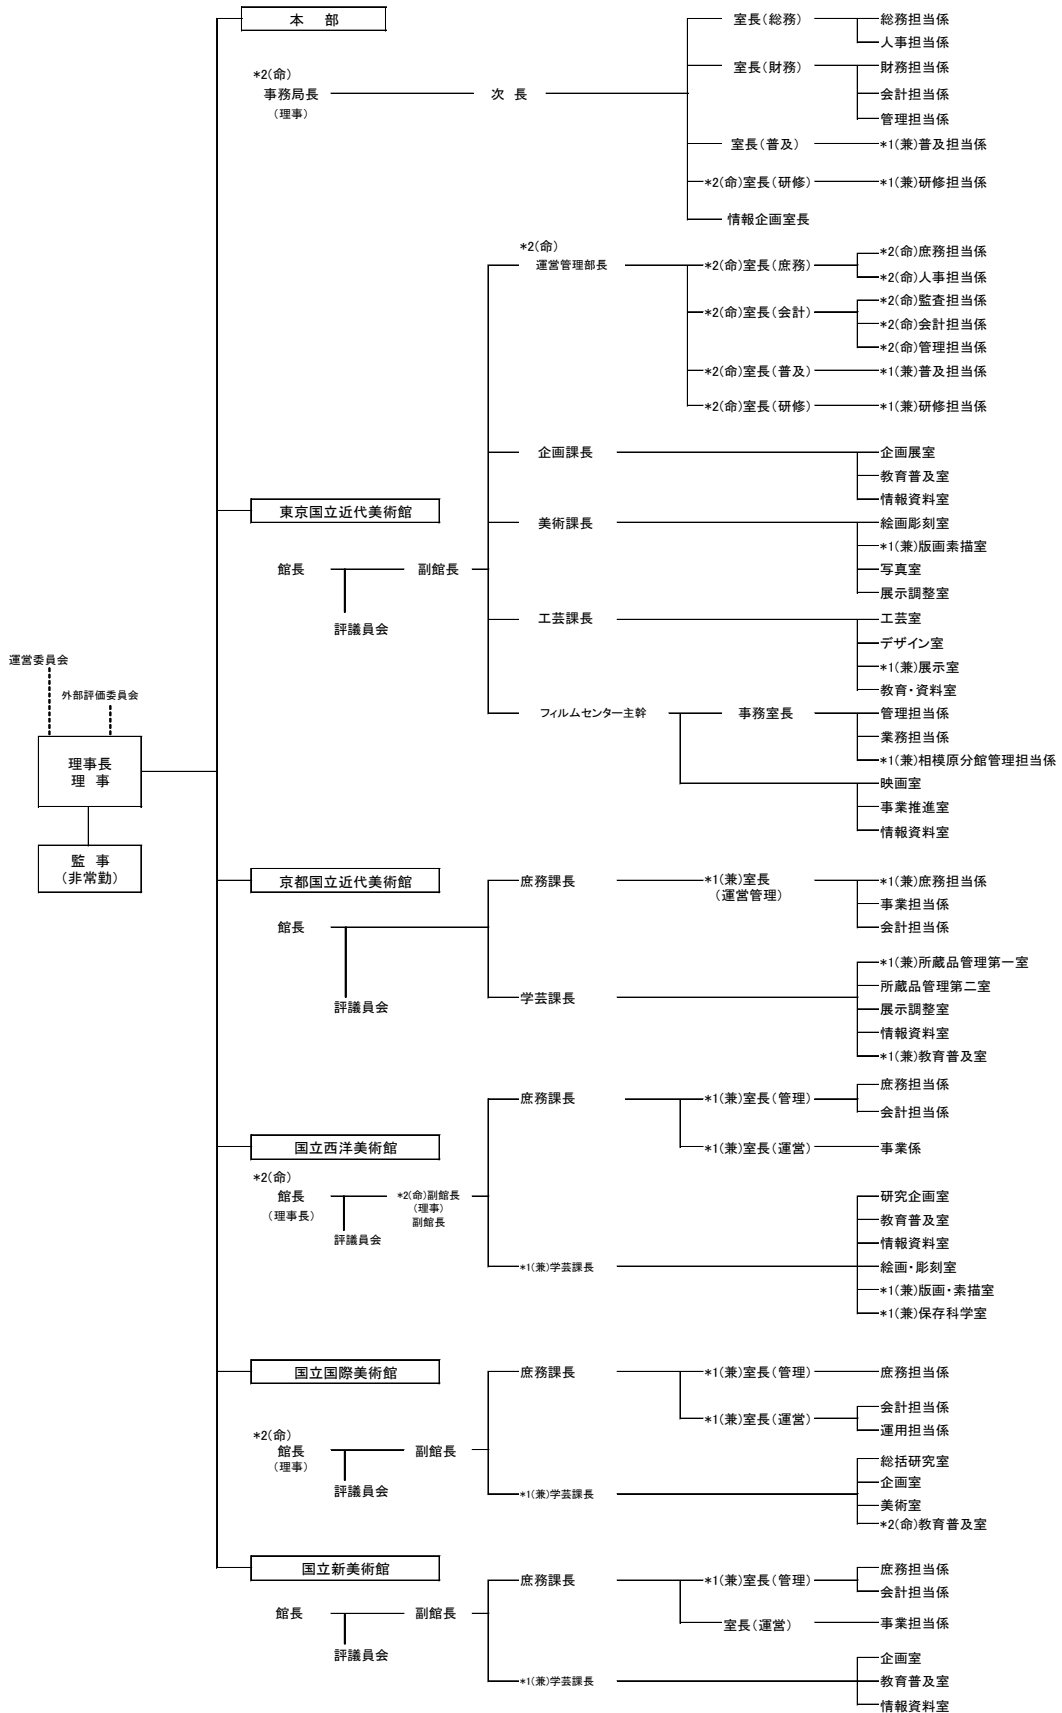 本　部
*2(命)
事務局長
（理事）
次 長
室長（総務）
総務担当係
人事担当係
室長（財務）
財務担当係
会計担当係
管理担当係
室長（普及）
*1(兼)普及担当係
*2(命)室長（研修）
*1(兼)研修担当係
情報企画室長
*2(命)
運営管理部長
*2(命)室長（庶務）
*2(命)庶務担当係
*2(命)人事担当係
*2(命)室長（会計）
*2(命)監査担当係
*2(命)会計担当係
*2(命)管理担当係
*2(命)室長（普及）
*1(兼)普及担当係
*2(命)室長（研修）
*1(兼)研修担当係
企画課長
企画展室
教育普及室
情報資料室
東京国立近代美術館
館長
副館長
評議員会
美術課長
絵画彫刻室
*1(兼)版画素描室
写真室
展示調整室
工芸課長
工芸室
デザイン室
*1(兼)展示室
教育・資料室
フィルムセンター主幹
事務室長
管理担当係
業務担当係
*1(兼)相模原分館管理担当係
映画室
事業推進室
情報資料室
運営委員会
外部評価委員会
理事長
理 事
監 事
（非常勤）
京都国立近代美術館
館長
評議員会
庶務課長
*1(兼)室長
（運営管理）
*1(兼)庶務担当係
事業担当係
会計担当係
学芸課長
*1(兼)所蔵品管理第一室
所蔵品管理第二室
展示調整室
情報資料室
*1(兼)教育普及室
国立西洋美術館
*2(命)
館長
（理事長）
評議員会
*2(命)副館長
（理事）
副館長
庶務課長
*1(兼)室長（管理）
庶務担当係
会計担当係
*1(兼)室長（運営）
事業係
*1(兼)学芸課長
研究企画室
教育普及室
情報資料室
絵画・彫刻室
*1(兼)版画・素描室
*1(兼)保存科学室
国立国際美術館
*2(命)
館長
（理事）
評議員会
副館長
庶務課長
*1(兼)室長（管理）
庶務担当係
*1(兼)室長（運営）
会計担当係
運用担当係
*1(兼)学芸課長
総括研究室
企画室
美術室
*2(命)教育普及室
国立新美術館
館長
評議員会
副館長
庶務課長
*1(兼)室長（管理）
庶務担当係
会計担当係
室長（運営）
事業担当係
*1(兼)学芸課長
企画室
教育普及室
情報資料室